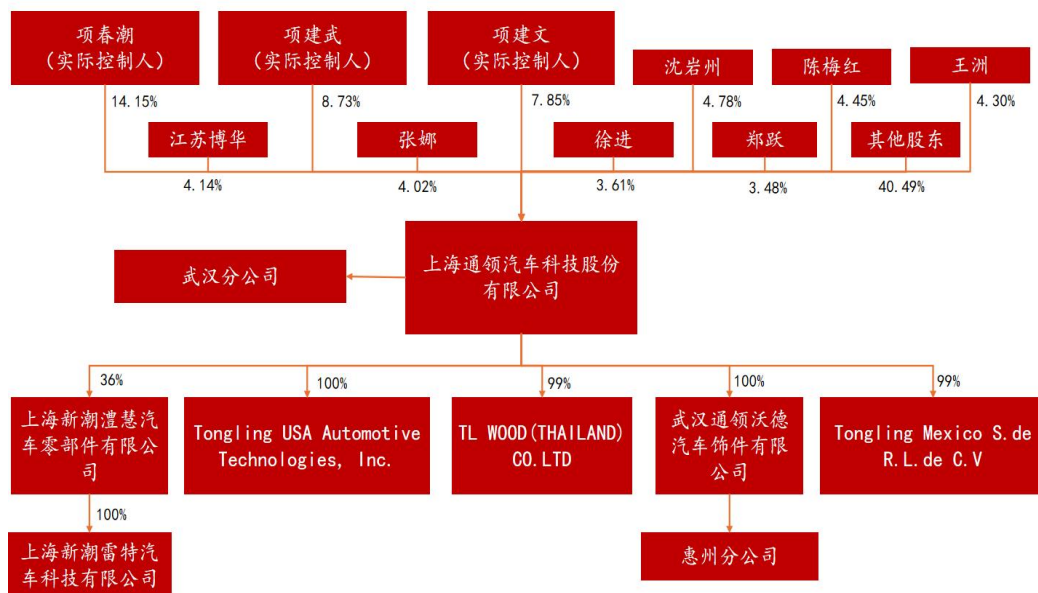 项春潮
(实际控制人)
项建武
(实际控制人)
项建文
(实际控制人)
沈岩州
陈梅红
王洲
14.15%
8.73%
7.85%
4.78%
4.45%
4.30%
江苏博华
张娜
徐进
郑跃
其他股东
4.14%
4.02%
3.61%
3.48%
40.49%
武汉分公司
上海通领汽车科技股份
有限公司
36%
100%
99%
100%
99%
上海新潮澧慧汽
车零部件有限公
司
Tongling USA Automotive
Technologies, Inc.
TL WOOD(THAILAND)
CO.LTD
武汉通领沃德
汽车饰件有限
公司
Tongling Mexico S.de
R.L.de C.V
100%
上海新潮雷特汽
车科技有限公司
惠州分公司